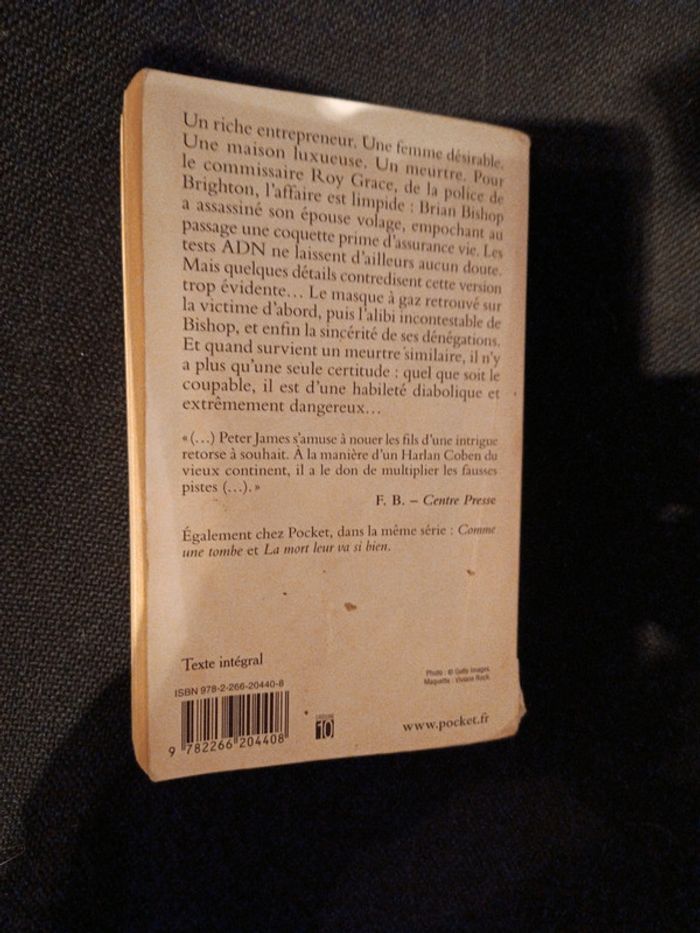 Un riche entrepreneur. Une femme désirable.
Une maison luxueuse. Un meurtre. Pour
le commissaire Roy Grace, de la police de
Brighton, l'affaire est limpide : Brian Bishop
a assassiné son épouse volage, empochant au
passage une coquette prime d'assurance vie. Les
tests ADN ne laissent d'ailleurs aucun doute.
Mais quelques détails contredisent cette version
trop évidente... Le masque à gaz retrouvé sur
la victime d'abord, puis l'alibi incontestable de
Bishop, et enfin la sincérité de ses dénégations.
Et quand survient un meurtre similaire, il n'y
a plus qu'une seule certitude : quel que soit le
coupable, il est d'une habileté diabolique et
extrêmement dangereux...
« (...) Peter James s'amuse à nouer les fils d'une intrigue
retorse à souhait. À la manière d'un Harlan Coben du
vieux continent, il a le don de multiplier les fausses
pistes (...). »
F. B. – Centre Presse
Également chez Pocket, dans la même série : Comme
une tombe et La mort leur va si bien.
Texte intégral
Photo : © Getty Images.
Maquette : Viviane Rock.
ISBN 978-2-266-20440-8
9 782266 204408
10
www.pocket.fr